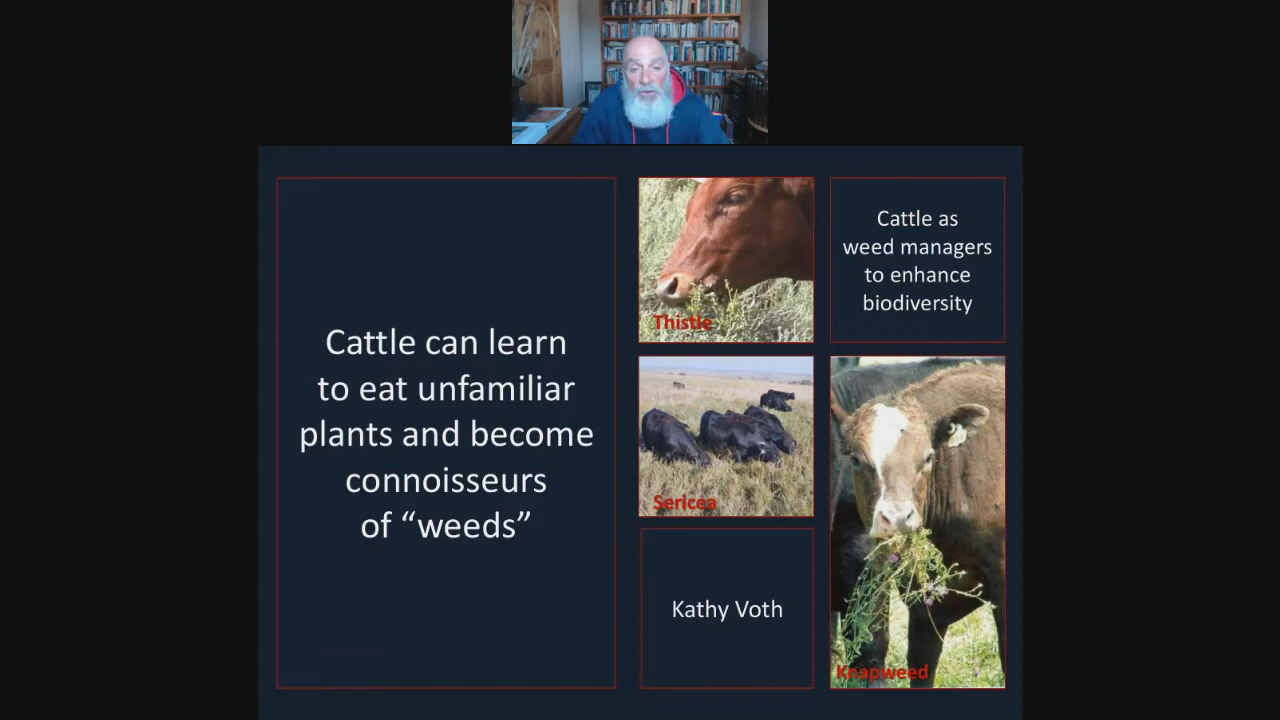 Cattle can learn
to eat unfamiliar
plants and become
connoisseurs
of “weeds”
Thistle
Cattle as
weed managers
to enhance
biodiversity
Sericea
Kathy Voth
Knapweed